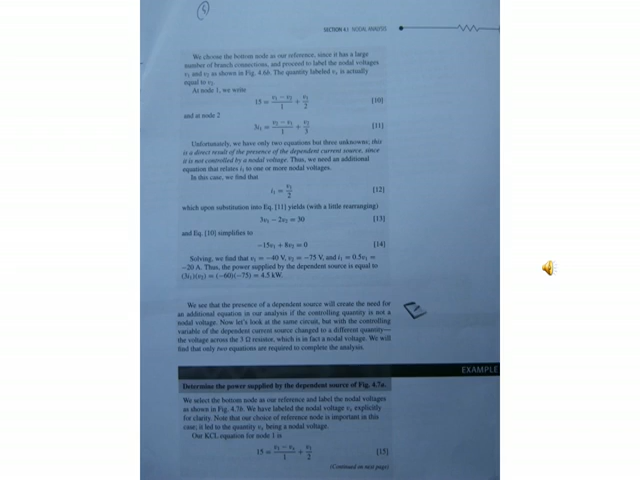 SECTION 4.1 NODAL ANALYSIS
We choose the bottom node as our reference, since it has a large
number of branch connections, and proceed to label the nodal voltages
v₁ and v₂ as shown in Fig. 4.6b. The quantity labeled vₓ is actually
equal to v₂.
At node 1, we write
15 = (v₁ − v₂)/1 + v₁/2 [10]
and at node 2
3i₁ = (v₂ − v₁)/1 + v₂/3 [11]
Unfortunately, we have only two equations but three unknowns; this
is a direct result of the presence of the dependent current source, since
it is not controlled by a nodal voltage. Thus, we need an additional
equation that relates i₁ to one or more nodal voltages.
In this case, we find that
i₁ = v₁/2 [12]
which upon substitution into Eq. [11] yields (with a little rearranging)
3v₁ − 2v₂ = 30 [13]
and Eq. [10] simplifies to
−15v₁ + 8v₂ = 0 [14]
Solving, we find that v₁ = −40 V, v₂ = −75 V, and i₁ = 0.5v₁ =
−20 A. Thus, the power supplied by the dependent source is equal to
(3i₁)(v₂) = (−60)(−75) = 4.5 kW.
We see that the presence of a dependent source will create the need for
an additional equation in our analysis if the controlling quantity is not a
nodal voltage. Now let's look at the same circuit, but with the controlling
variable of the dependent current source changed to a different quantity—
the voltage across the 3 Ω resistor, which is in fact a nodal voltage. We will
find that only two equations are required to complete the analysis.
EXAMPLE
Determine the power supplied by the dependent source of Fig. 4.7a.
We select the bottom node as our reference and label the nodal voltages
as shown in Fig. 4.7b. We have labeled the nodal voltage vₓ explicitly
for clarity. Note that our choice of reference node is important in this
case; it led to the quantity vₓ being a nodal voltage.
Our KCL equation for node 1 is
15 = (v₁ − vₓ)/1 + v₁/2 [15]
(Continued on next page)